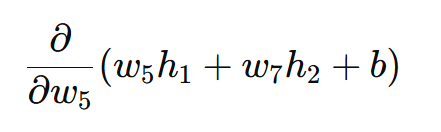 ∂/∂w₅ (w₅h₁ + w₇h₂ + b)